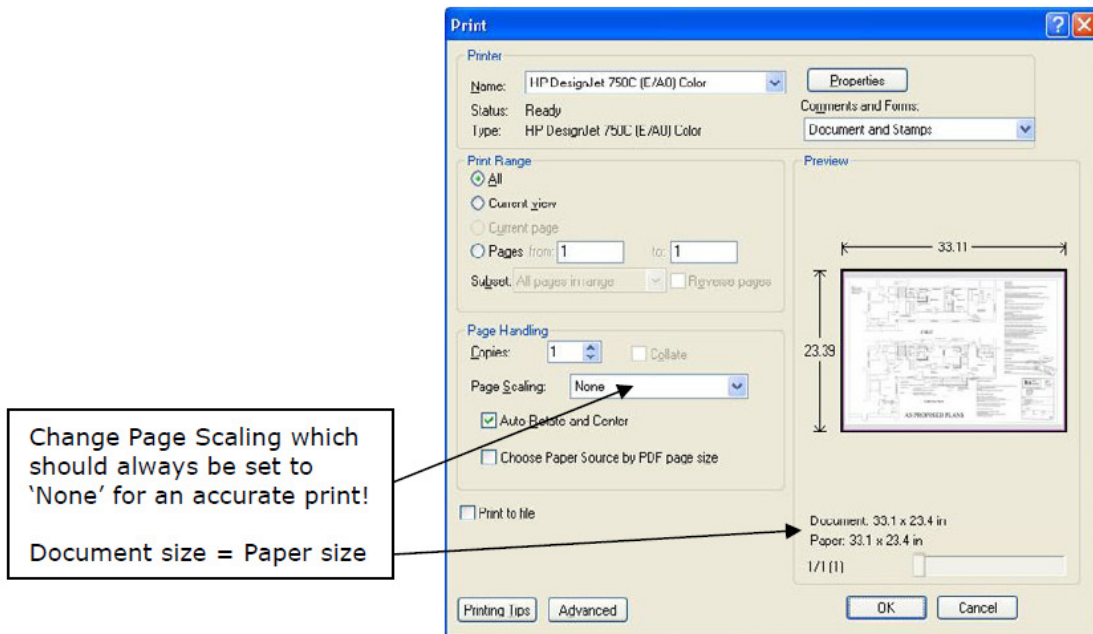 Print
Printer
Name: HP DesignJet 750C (E/A0) Color
Properties
Status: Ready
Comments and Forms:
Type: HP DesignJet 750C (E/A0) Color
Document and Stamps
Print Range
Preview
All
Current view
Current page
Pages from: 1 to: 1
Subset: All pages in range Reverse pages
33.11
23.39
AS PROPOSED PLANS
Page Handling
Copies: 1 Collate
Page Scaling: None
Auto Rotate and Center
Choose Paper Source by PDF page size
Print to file
Document: 33.1 x 23.4 in
Paper: 33.1 x 23.4 in
1/1 (1)
Printing Tips Advanced OK Cancel
Change Page Scaling which
should always be set to
‘None’ for an accurate print!
Document size = Paper size